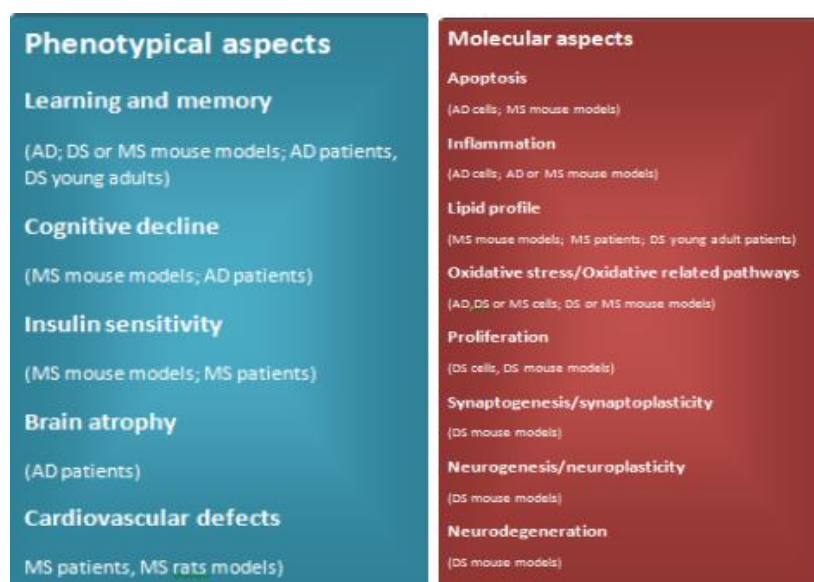 Phenotypical aspects
Learning and memory
(AD; DS or MS mouse models; AD patients,
DS young adults)
Cognitive decline
(MS mouse models; AD patients)
Insulin sensitivity
(MS mouse models; MS patients)
Brain atrophy
(AD patients)
Cardiovascular defects
MS patients, MS rats models)
Molecular aspects
Apoptosis
(AD cells; MS mouse models)
Inflammation
(AD cells; AD or MS mouse models)
Lipid profile
(MS mouse models; MS patients; DS young adult patients)
Oxidative stress/Oxidative related pathways
(AD,DS or MS cells; DS or MS mouse models)
Proliferation
(DS cells, DS mouse models)
Synaptogenesis/synaptoplasticity
(DS mouse models)
Neurogenesis/neuroplasticity
(DS mouse models)
Neurodegeneration
(DS mouse models)